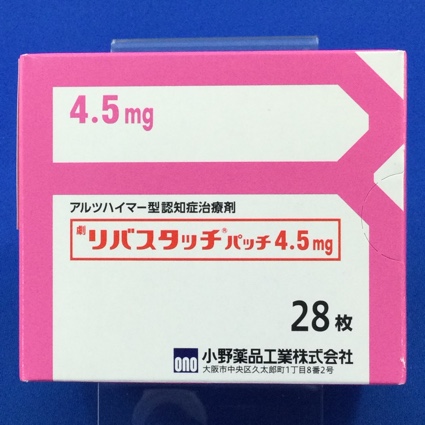 4.5mg
アルツハイマー型認知症治療剤
劇 リバスタッチ®パッチ4.5mg
28枚
ono 小野薬品工業株式会社
大阪市中央区久太郎町1丁目8番2号